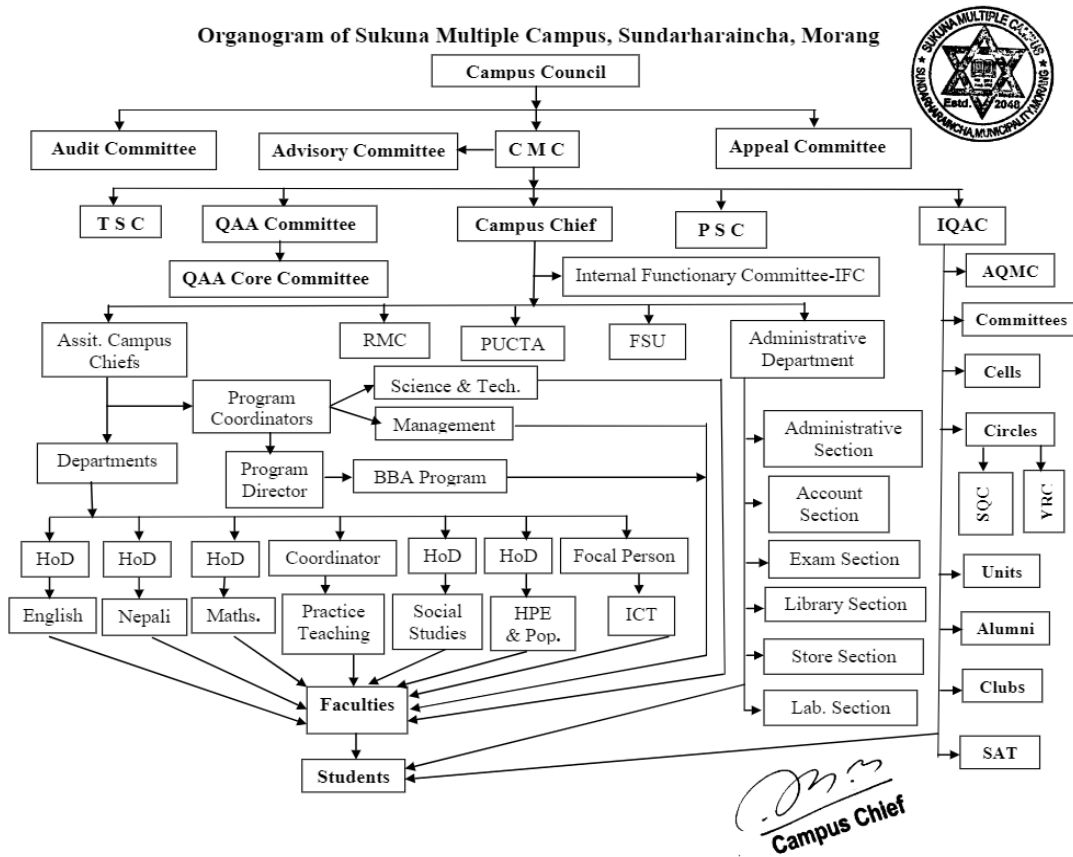 Organogram of Sukuna Multiple Campus, Sundarharaincha, Morang
SUKUNA MULTIPLE CAMPUS
Estd. 2048
SUNDARHARAINCHA, MUNICIPALITY, MORANG
Campus Council
Audit Committee
Advisory Committee
C M C
Appeal Committee
T S C
QAA Committee
Campus Chief
P S C
IQAC
QAA Core Committee
Internal Functionary Committee-IFC
AQMC
Committees
Cells
Circles
SQC
YRC
Units
Alumni
Clubs
SAT
Assit. Campus
Chiefs
RMC
PUCTA
FSU
Administrative
Department
Program
Coordinators
Science & Tech.
Management
Departments
Program
Director
BBA Program
Administrative
Section
Account
Section
Exam Section
Library Section
Store Section
Lab. Section
HoD
HoD
HoD
Coordinator
HoD
HoD
Focal Person
English
Nepali
Maths.
Practice
Teaching
Social
Studies
HPE
& Pop.
ICT
Faculties
Students
Campus Chief